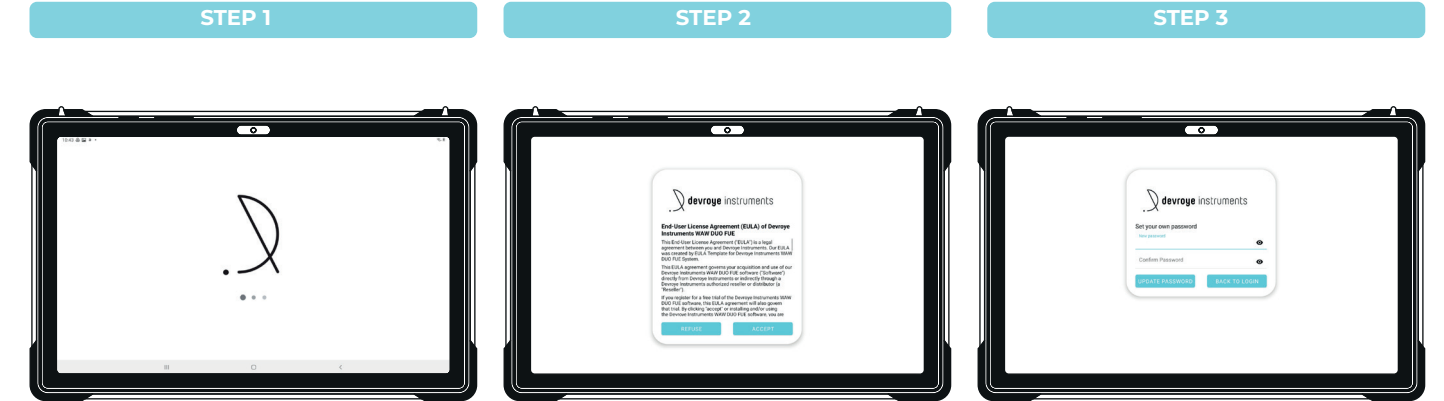 STEP 1
STEP 2
STEP 3
devroye instruments
End-User License Agreement (EULA) of Devroye
Instruments WAW DUO FUE
This End-User License Agreement ("EULA") is a legal
agreement between you and Devroye Instruments. Our EULA
was created by EULA Template for Devroye Instruments WAW
DUO FUE System.
This EULA agreement governs your acquisition and use of our
Devroye Instruments WAW DUO FUE software ("Software")
directly from Devroye Instruments or indirectly through a
Devroye Instruments authorized reseller or distributor (a
"Reseller").
If you register for a free trial of the Devroye Instruments WAW
DUO FUE software, this EULA agreement will also govern
that trial. By clicking "accept" or installing and/or using
the Devroye Instruments WAW DUO FUE software, you are
REFUSE
ACCEPT
devroye instruments
Set your own password
New password
Confirm Password
UPDATE PASSWORD
BACK TO LOGIN